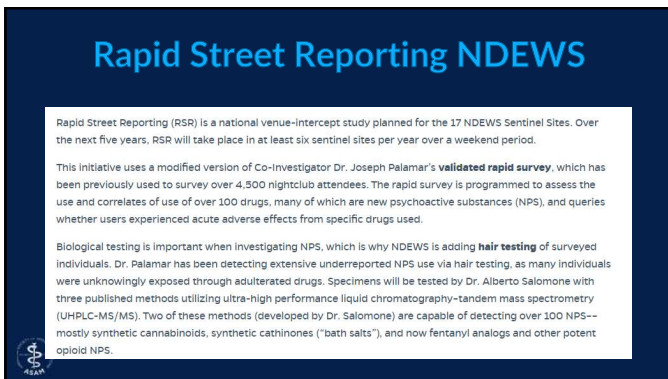 Rapid Street Reporting NDEWS
Rapid Street Reporting (RSR) is a national venue-intercept study planned for the 17 NDEWS Sentinel Sites. Over
the next five years, RSR will take place in at least six sentinel sites per year over a weekend period.
This initiative uses a modified version of Co-Investigator Dr. Joseph Palamar's validated rapid survey, which has
been previously used to survey over 4,500 nightclub attendees. The rapid survey is programmed to assess the
use and correlates of use of over 100 drugs, many of which are new psychoactive substances (NPS), and queries
whether users experienced acute adverse effects from specific drugs used.
Biological testing is important when investigating NPS, which is why NDEWS is adding hair testing of surveyed
individuals. Dr. Palamar has been detecting extensive underreported NPS use via hair testing, as many individuals
were unknowingly exposed through adulterated drugs. Specimens will be tested by Dr. Alberto Salomone with
three published methods utilizing ultra-high performance liquid chromatography–tandem mass spectrometry
(UHPLC-MS/MS). Two of these methods (developed by Dr. Salomone) are capable of detecting over 100 NPS––
mostly synthetic cannabinoids, synthetic cathinones ("bath salts"), and now fentanyl analogs and other potent
opioid NPS.
ASAM